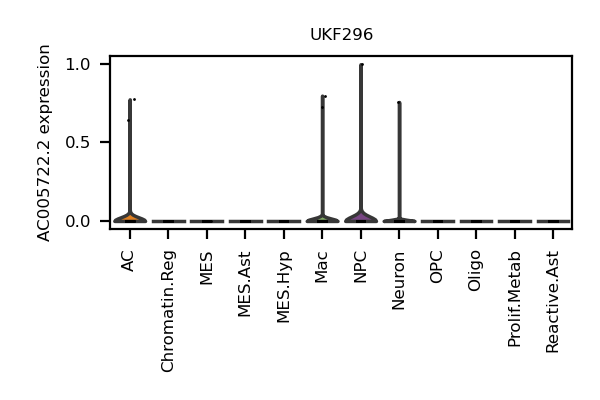 UKF296
AC005722.2 expression
1.0
0.5
0.0
AC
Chromatin.Reg
MES
MES.Ast
MES.Hyp
Mac
NPC
Neuron
OPC
Oligo
Prolif.Metab
Reactive.Ast